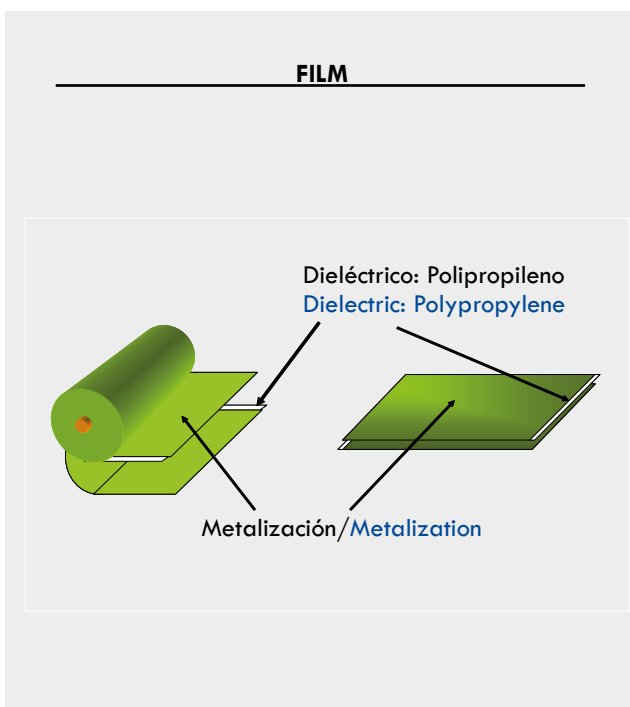 FILM
Dieléctrico: Polipropileno
Dielectric: Polypropylene
Metalización/Metalization